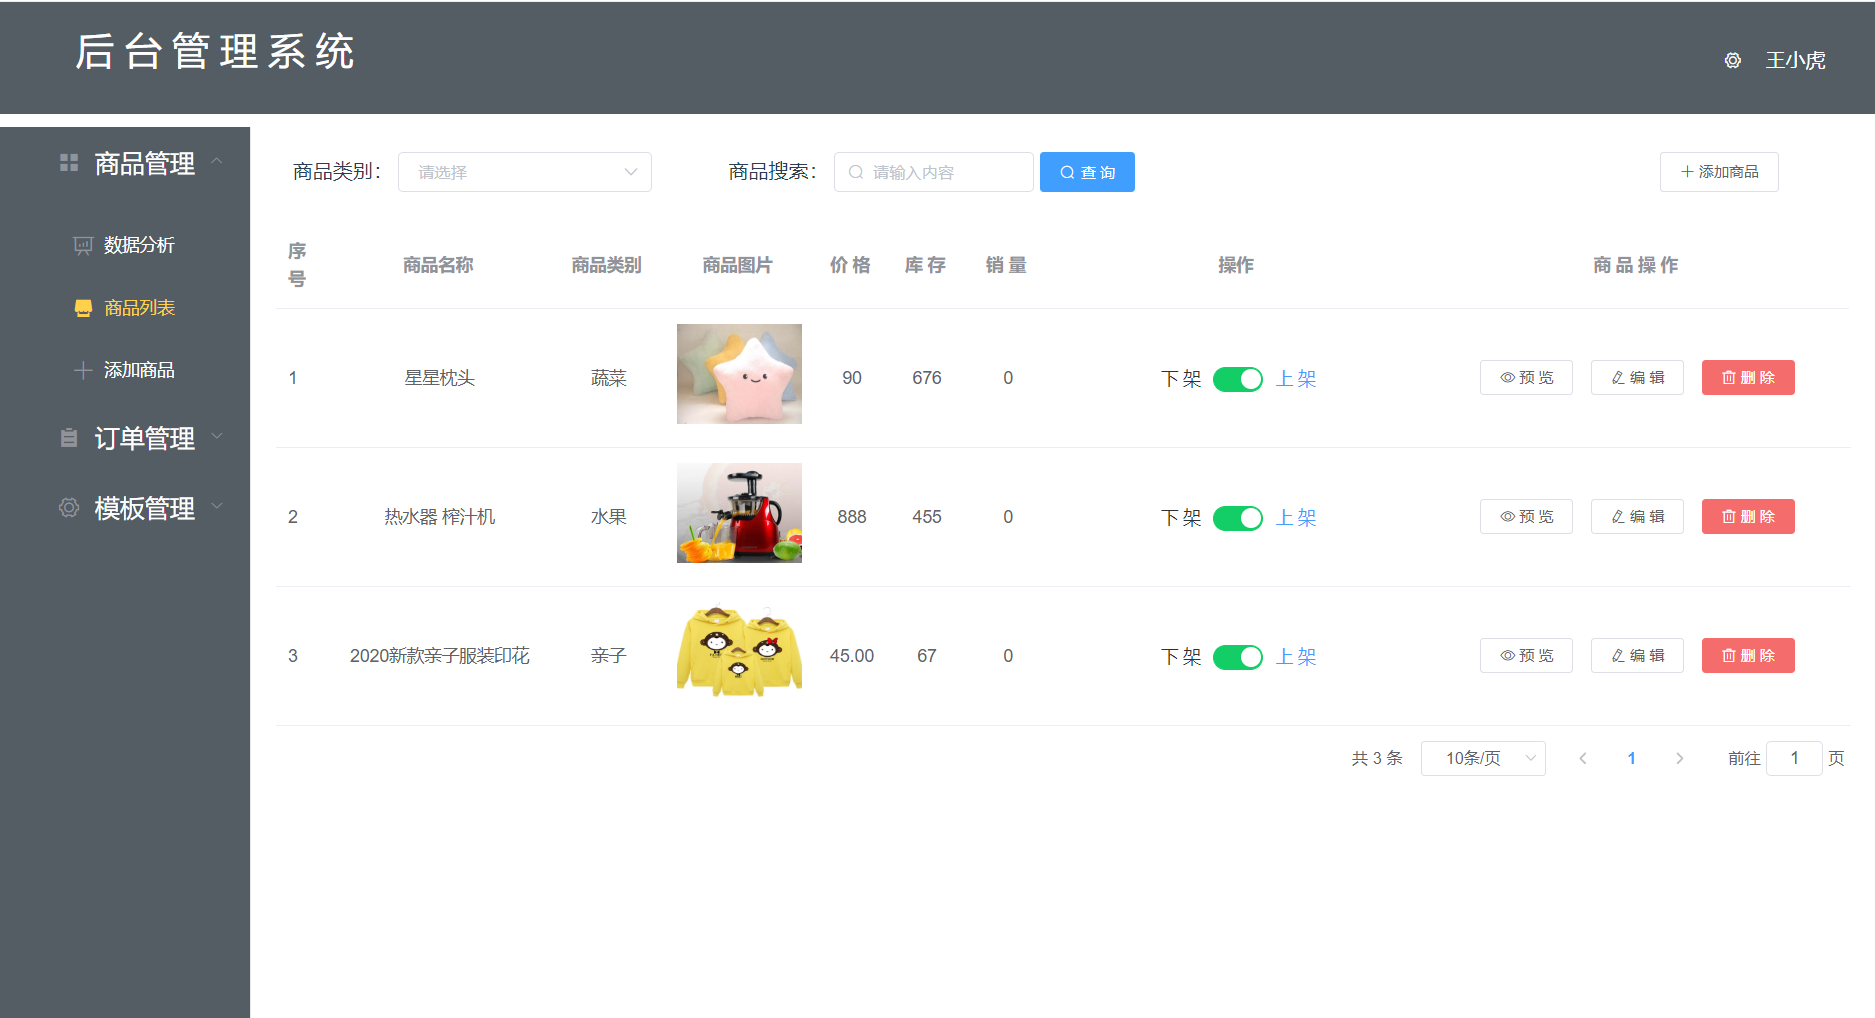 后台管理系统
王小虎
商品管理
数据分析
商品列表
添加商品
订单管理
模板管理
商品类别：
请选择
商品搜索：
请输入内容
查 询
添加商品
序号
商品名称
商品类别
商品图片
价 格
库 存
销 量
操作
商 品 操 作
1
星星枕头
蔬菜
90
676
0
下 架
上 架
预 览
编 辑
删 除
2
热水器 榨汁机
水果
888
455
0
下 架
上 架
预 览
编 辑
删 除
3
2020新款亲子服装印花
亲子
45.00
67
0
下 架
上 架
预 览
编 辑
删 除
共 3 条
10条/页
1
前往
1
页